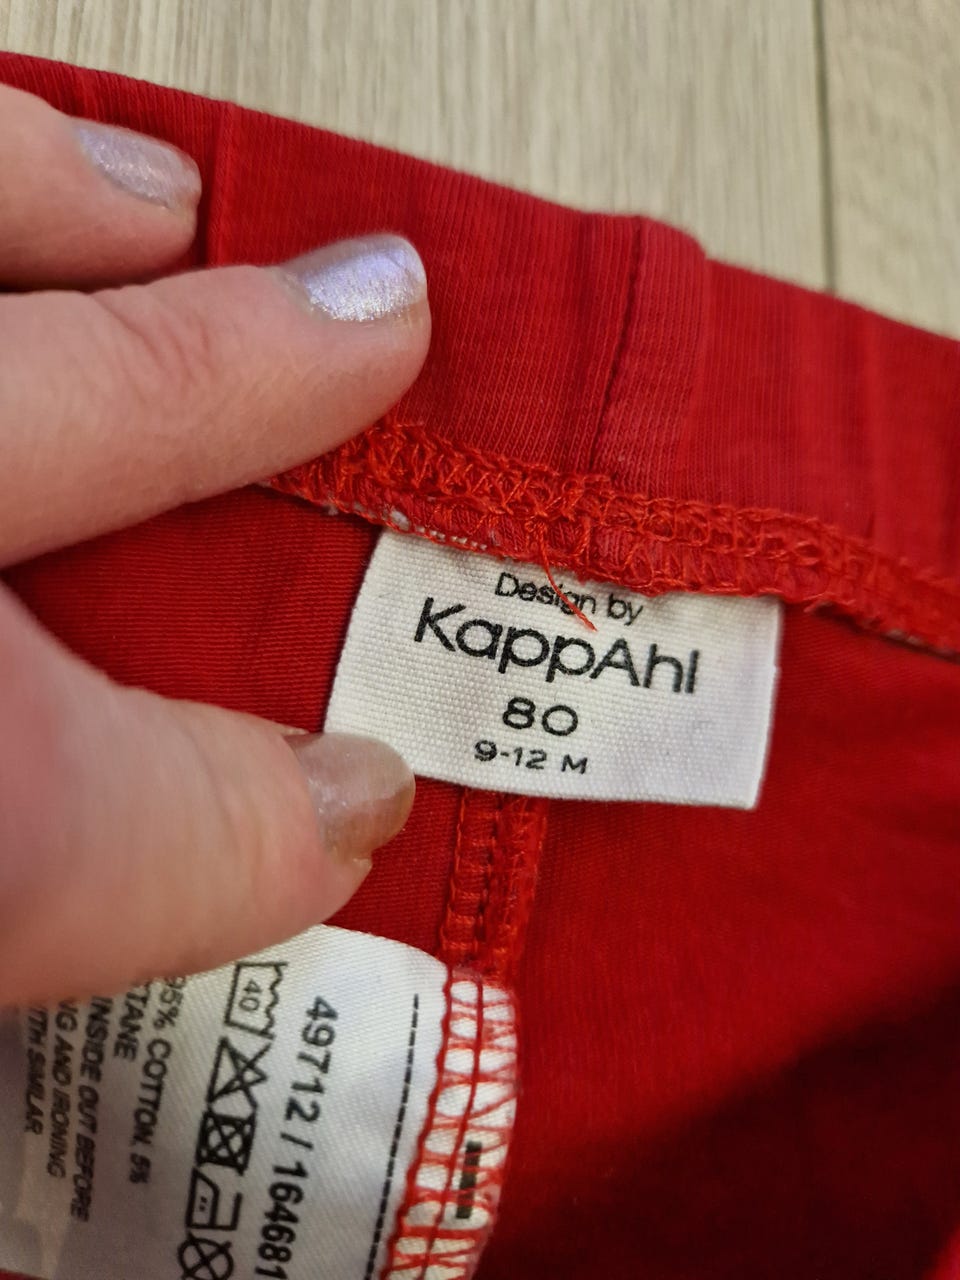 Design by
KappAhl
80
9-12 M
49712 / 164681
40
95% COTTON 5%
TANE
INSIDE OUT BEFORE
NG AND IRONING
ITH SIMILAR